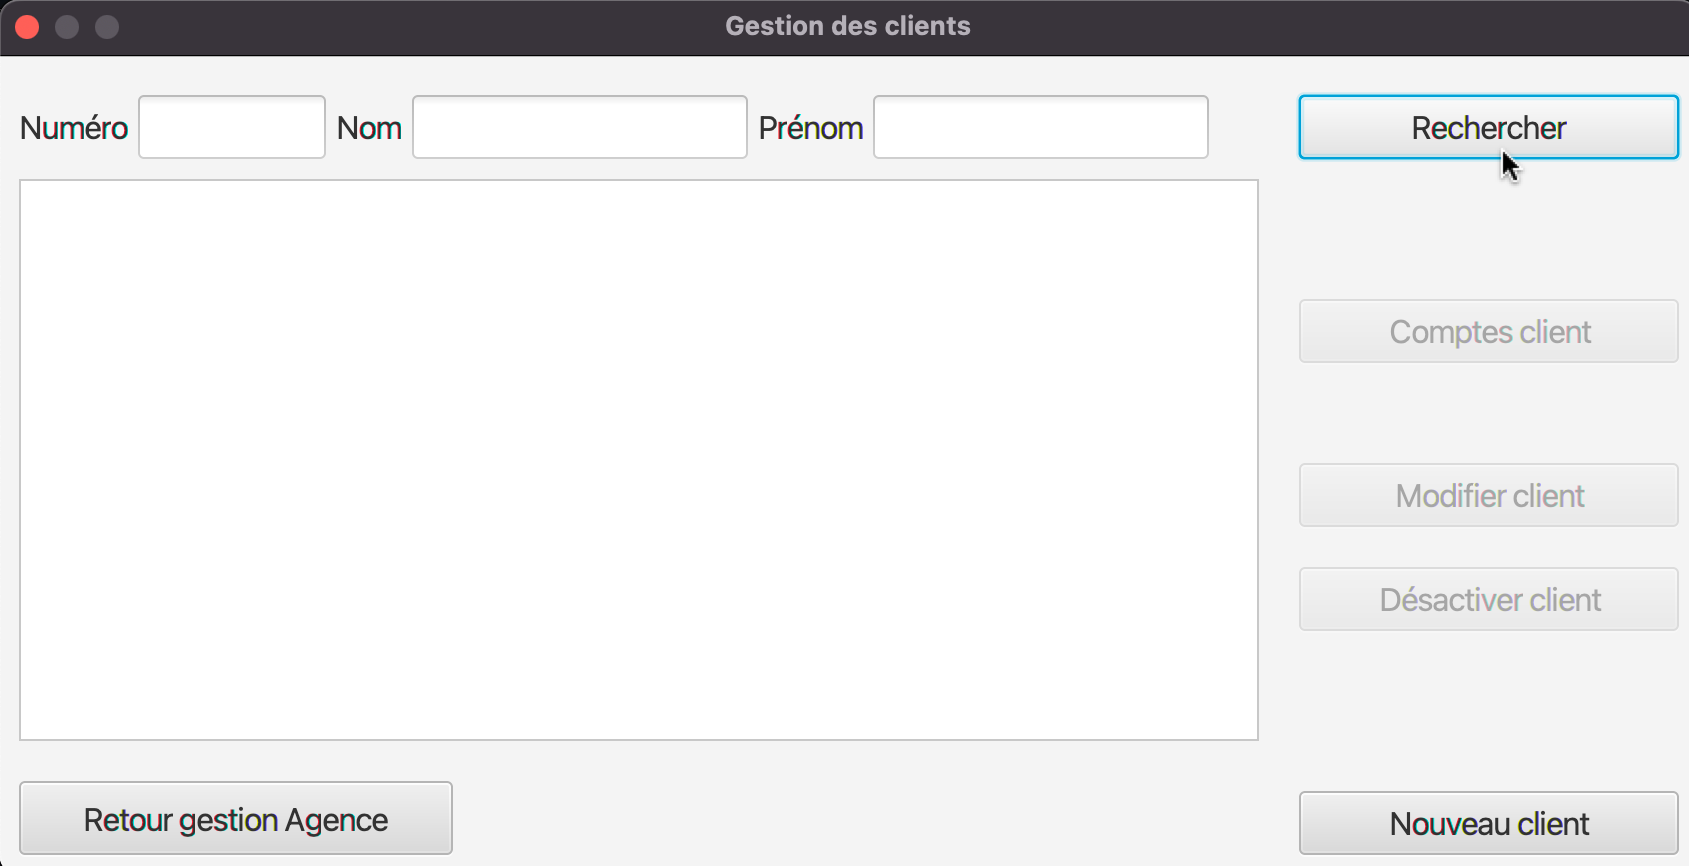 Gestion des clients
Numéro Nom Prénom Rechercher
Comptes client
Modifier client
Désactiver client
Retour gestion Agence
Nouveau client